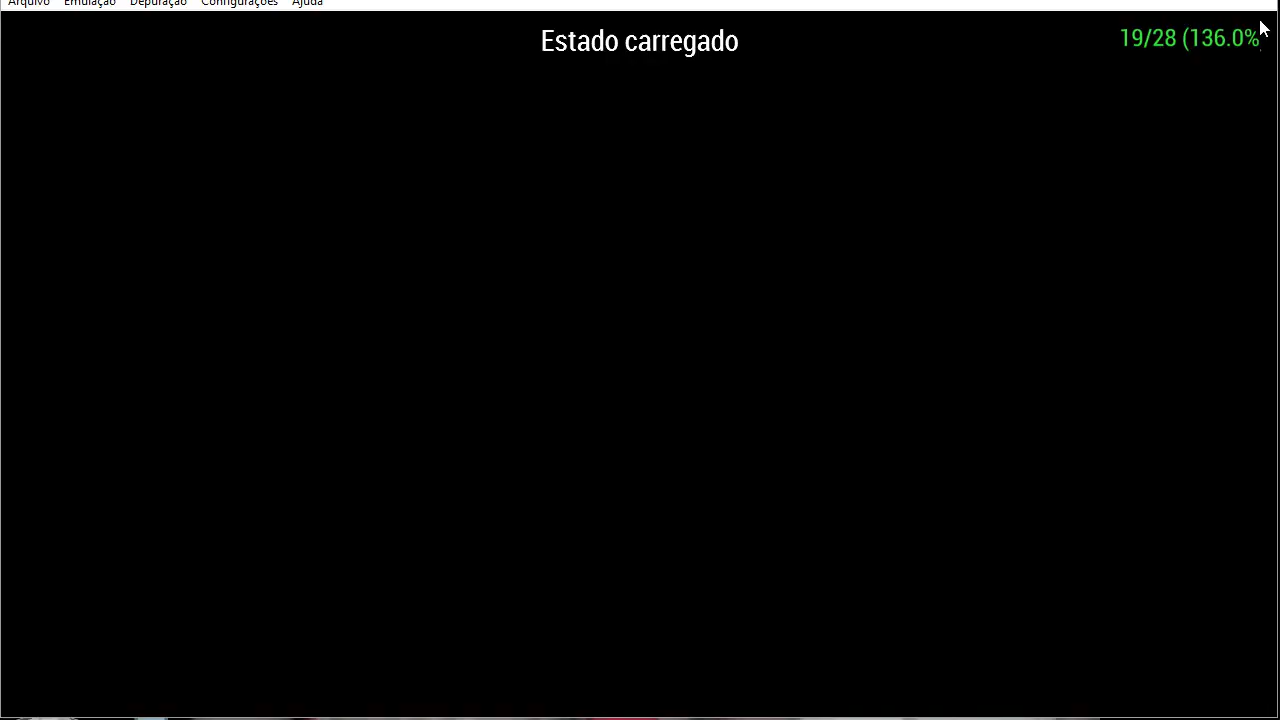 Arquivo Emulação Depuração Configurações Ajuda
Estado carregado
19/28 (136.0%